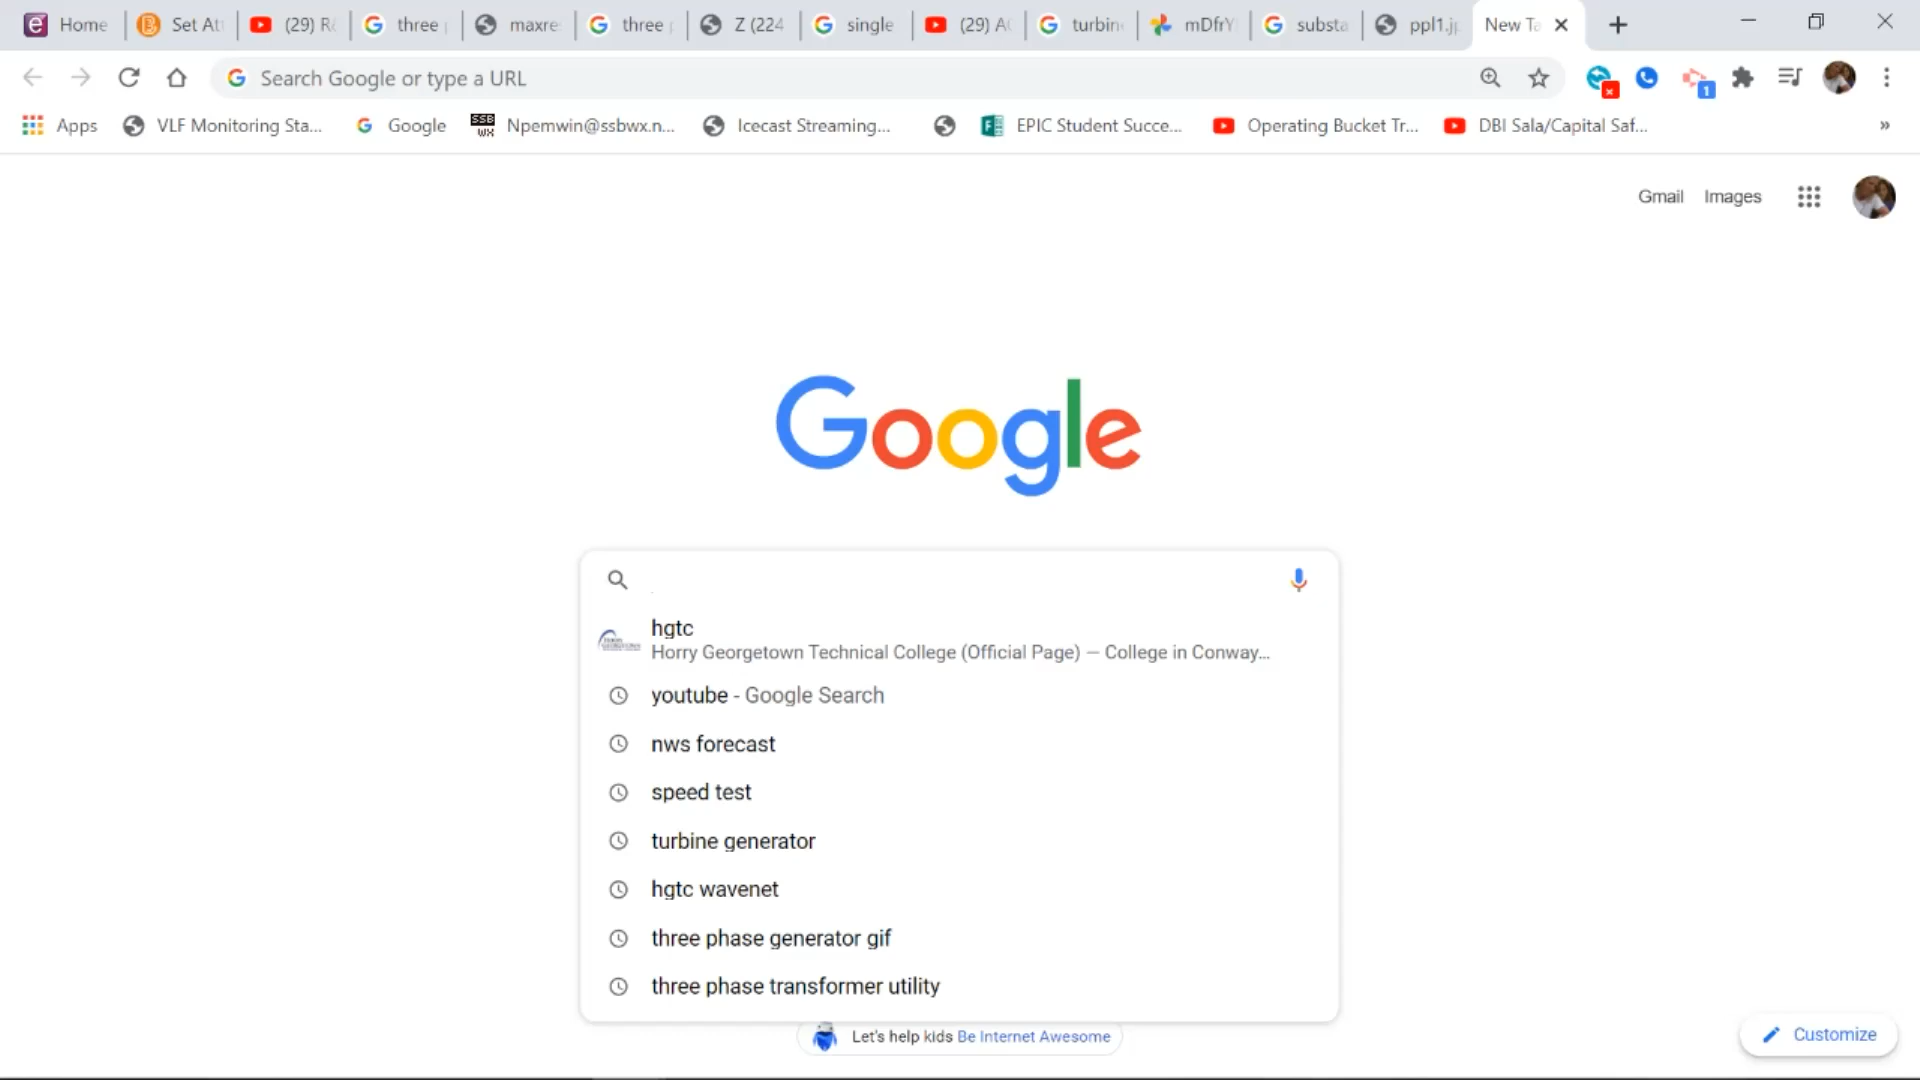 Home
Set At
(29) R
three
maxre
three
Z (224
single
(29) A
turbin
mDfrY
substa
ppl1.j
New Ta
Search Google or type a URL
1
Apps
VLF Monitoring Sta...
Google
SSB
WX
Npemwin@ssbwx.n...
Icecast Streaming...
EPIC Student Succe...
Operating Bucket Tr...
DBI Sala/Capital Saf...
»
Gmail
Images
Google
hgtc
Horry Georgetown Technical College (Official Page) — College in Conway...
youtube - Google Search
nws forecast
speed test
turbine generator
hgtc wavenet
three phase generator gif
three phase transformer utility
Let's help kids Be Internet Awesome
Customize